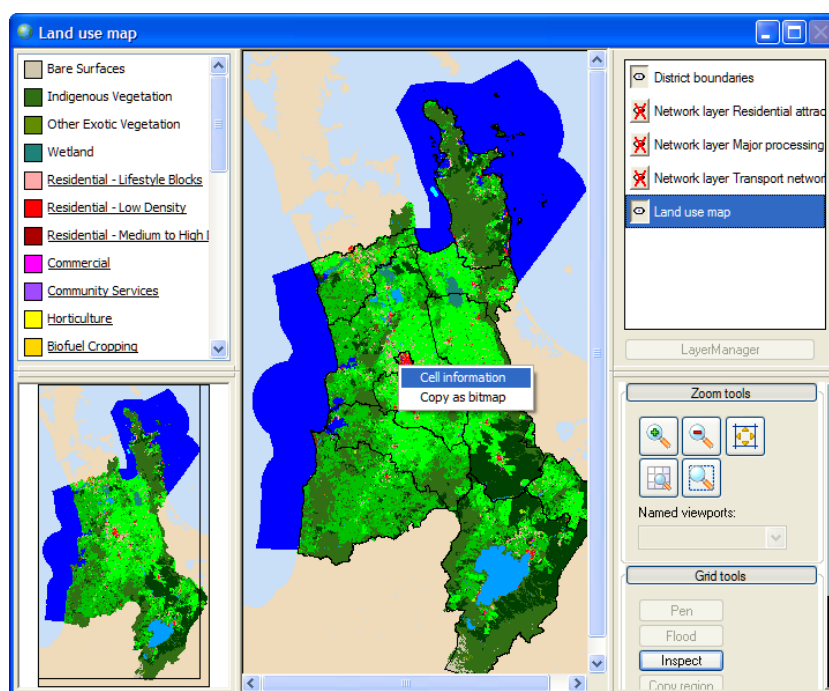 Land use map
Bare Surfaces
Indigenous Vegetation
Other Exotic Vegetation
Wetland
Residential - Lifestyle Blocks
Residential - Low Density
Residential - Medium to High
Commercial
Community Services
Horticulture
Biofuel Cropping
Cell information
Copy as bitmap
District boundaries
Network layer Residential attrac
Network layer Major processing
Network layer Transport networ
Land use map
LayerManager
Zoom tools
Named viewports:
Grid tools
Pen
Flood
Inspect
Copy region